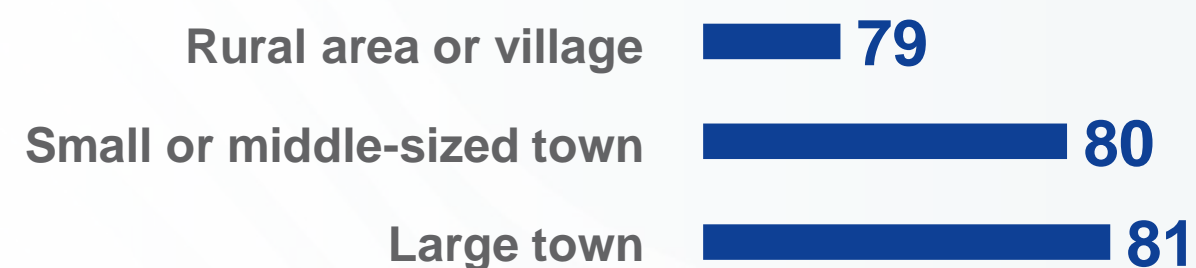 Rural area or village 79
Small or middle-sized town 80
Large town 81